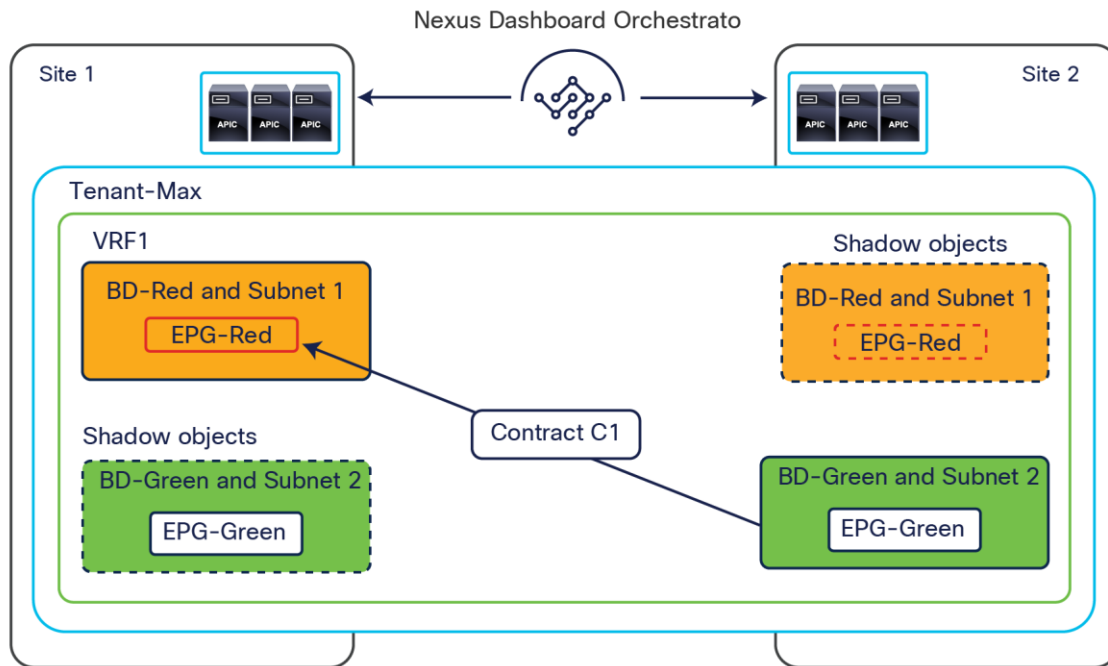 Nexus Dashboard Orchestrato
Site 1
Site 2
APIC
APIC
APIC
APIC
APIC
APIC
Tenant-Max
VRF1
Shadow objects
BD-Red and Subnet 1
EPG-Red
BD-Red and Subnet 1
EPG-Red
Contract C1
Shadow objects
BD-Green and Subnet 2
EPG-Green
BD-Green and Subnet 2
EPG-Green